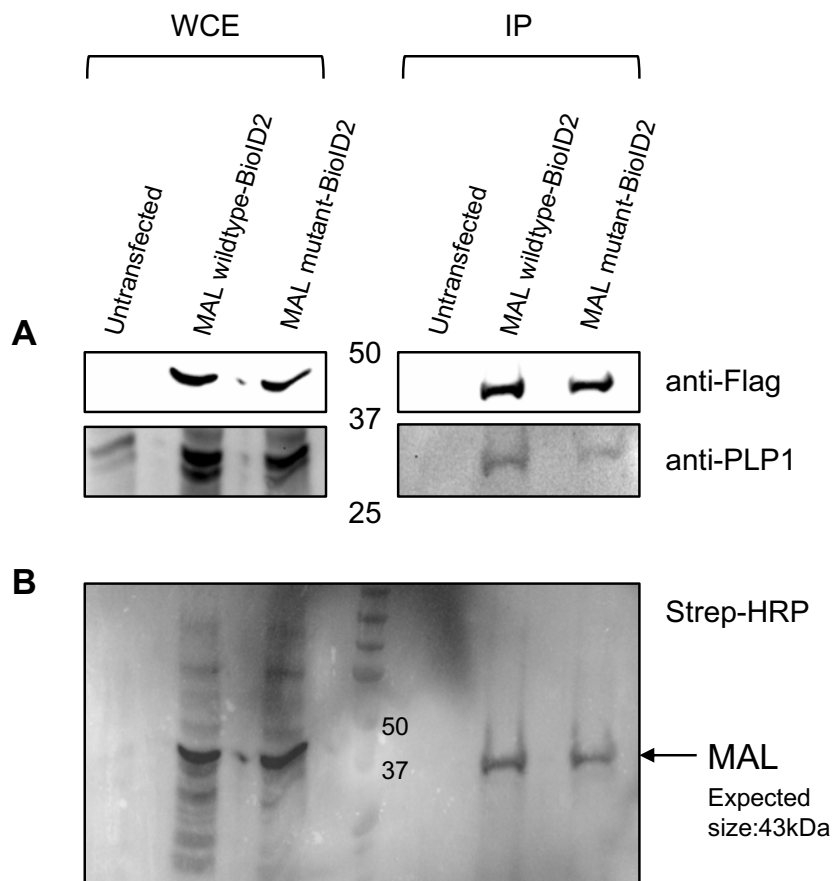 WCE
IP
Untransfected
MAL wildtype-BioID2
MAL mutant-BioID2
Untransfected
MAL wildtype-BioID2
MAL mutant-BioID2
A
50
anti-Flag
37
anti-PLP1
25
B
Strep-HRP
50
37
MAL
Expected
size:43kDa